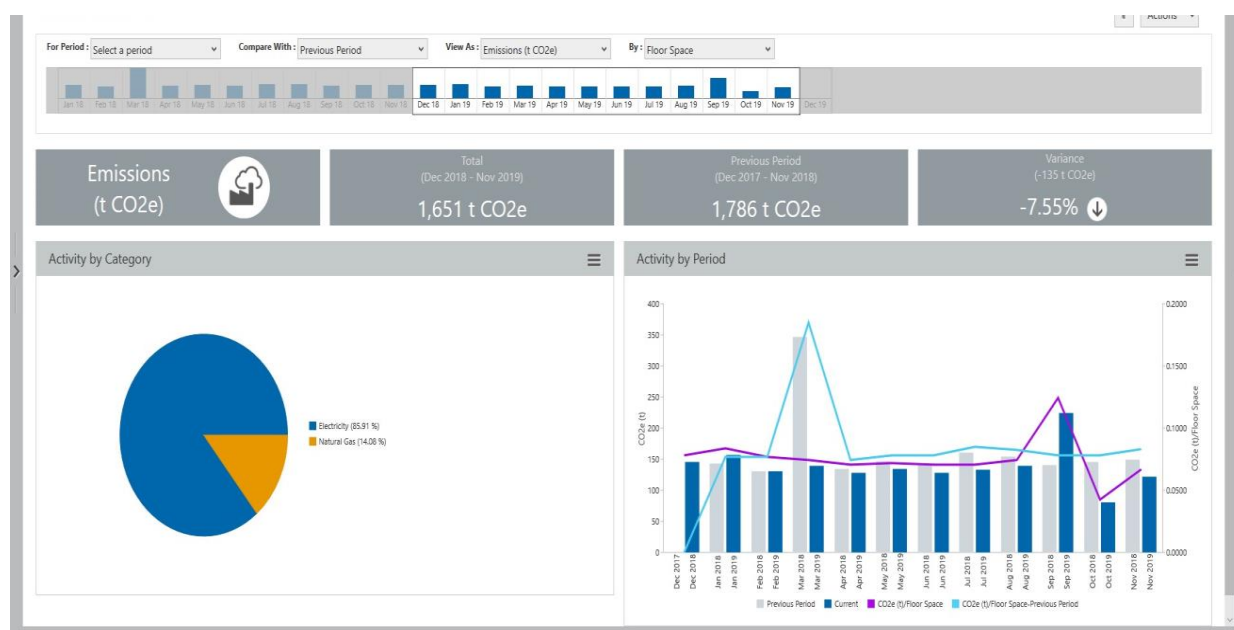 Actions
For Period : Select a period Compare With : Previous Period View As : Emissions (t CO2e) By : Floor Space
Jan 18 Feb 18 Mar 18 Apr 18 May 18 Jun 18 Jul 18 Aug 18 Sep 18 Oct 18 Nov 18 Dec 18 Jan 19 Feb 19 Mar 19 Apr 19 May 19 Jun 19 Jul 19 Aug 19 Sep 19 Oct 19 Nov 19 Dec 19
Emissions
(t CO2e)
Total
(Dec 2018 - Nov 2019)
1,651 t CO2e
Previous Period
(Dec 2017 - Nov 2018)
1,786 t CO2e
Variance
(-135 t CO2e)
-7.55%
Activity by Category
Electricity (85.91 %)
Natural Gas (14.08 %)
Activity by Period
400
350
300
250
200
150
100
50
0
CO2e (t)
0.2000
0.1500
0.1000
0.0500
0.0000
CO2e (t)/Floor Space
Dec 2017
Dec 2018
Jan 2018
Jan 2019
Feb 2018
Feb 2019
Mar 2018
Mar 2019
Apr 2018
Apr 2019
May 2018
May 2019
Jun 2018
Jun 2019
Jul 2018
Jul 2019
Aug 2018
Aug 2019
Sep 2018
Sep 2019
Oct 2018
Oct 2019
Nov 2018
Nov 2019
Previous Period Current CO2e (t)/Floor Space CO2e (t)/Floor Space-Previous Period